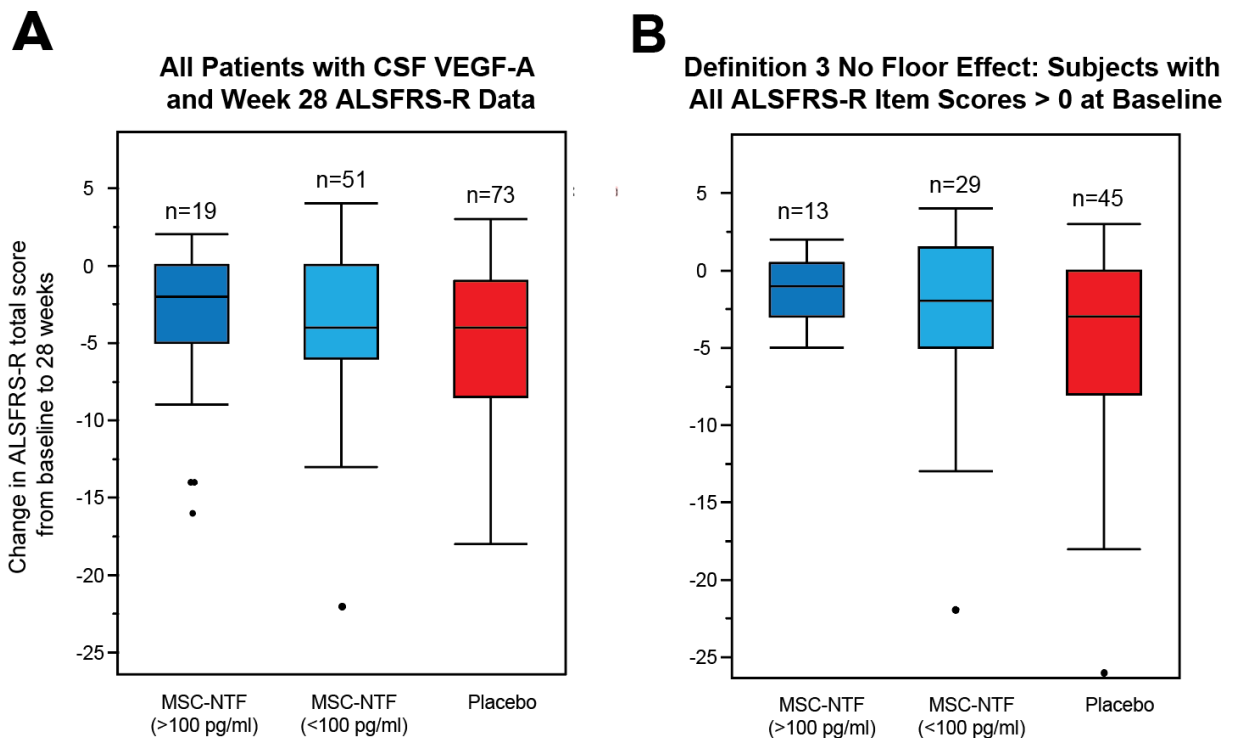 A
All Patients with CSF VEGF-A
and Week 28 ALSFRS-R Data
Change in ALSFRS-R total score
from baseline to 28 weeks
5
0
-5
-10
-15
-20
-25
n=19
n=51
n=73
MSC-NTF
(>100 pg/ml)
MSC-NTF
(<100 pg/ml)
Placebo
B
Definition 3 No Floor Effect: Subjects with
All ALSFRS-R Item Scores > 0 at Baseline
5
0
-5
-10
-15
-20
-25
n=13
n=29
n=45
MSC-NTF
(>100 pg/ml)
MSC-NTF
(<100 pg/ml)
Placebo